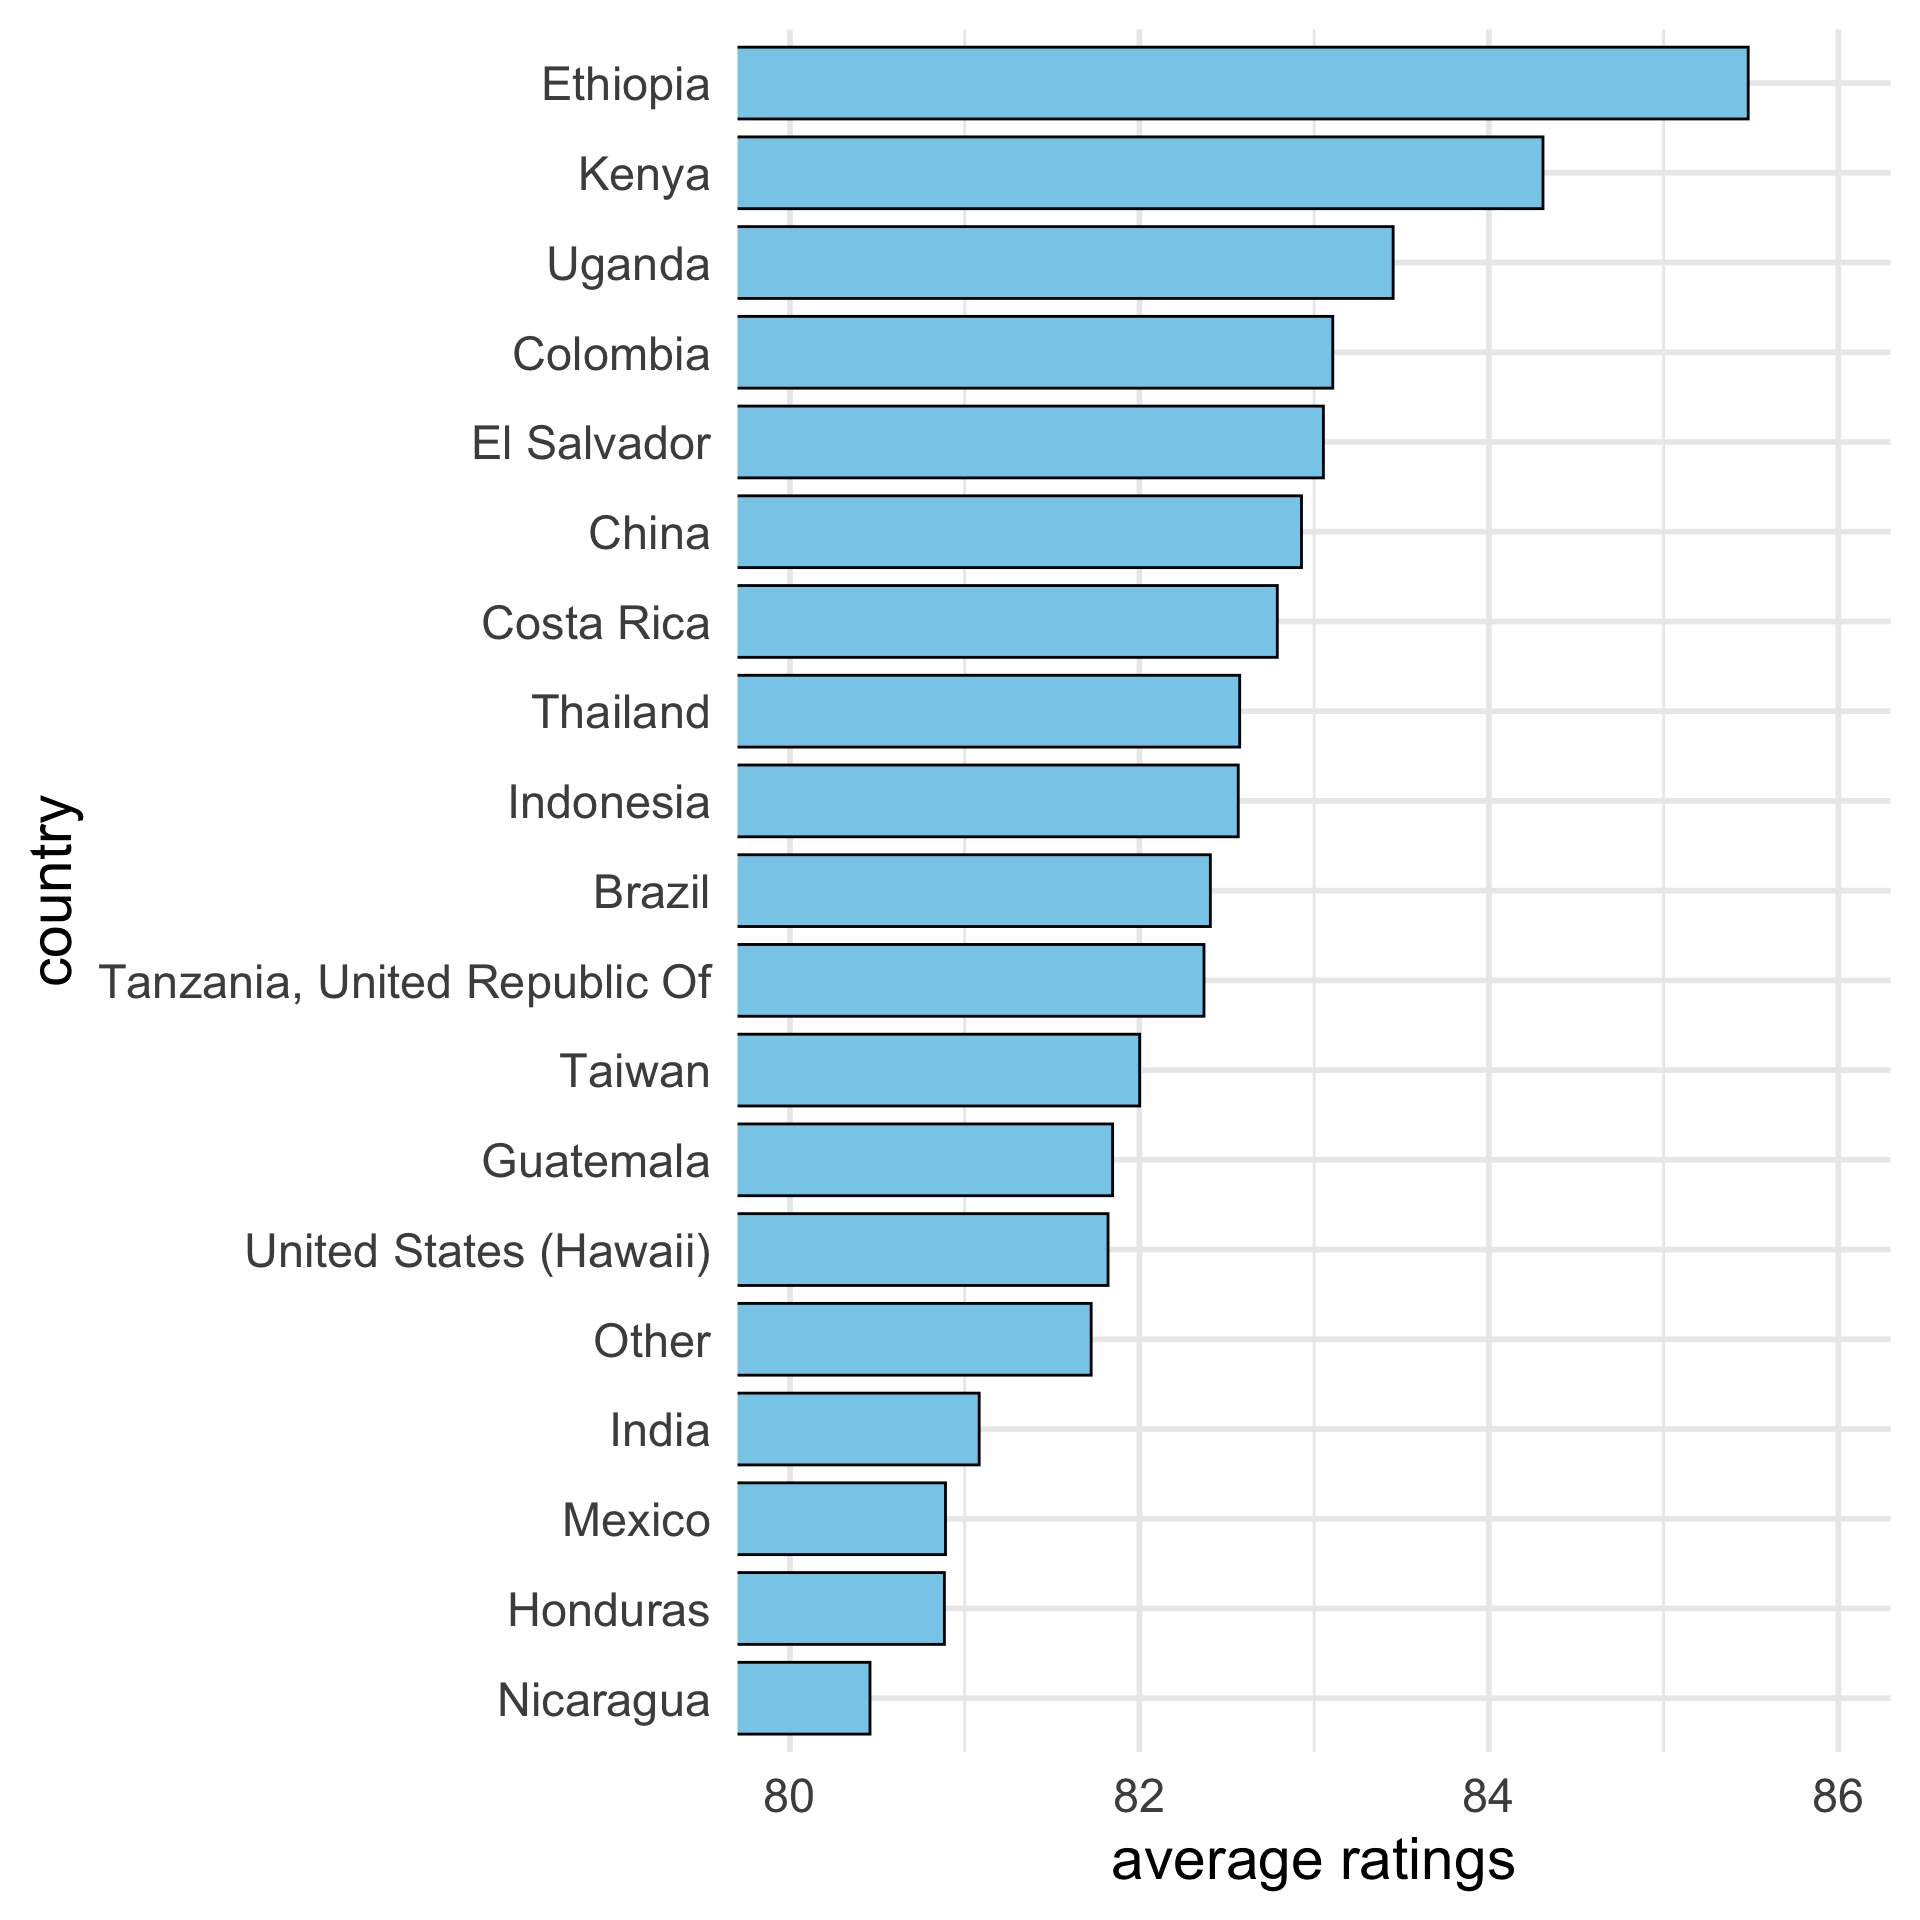 Ethiopia
Kenya
Uganda
Colombia
El Salvador
China
Costa Rica
Thailand
Indonesia
Brazil
Tanzania, United Republic Of
Taiwan
Guatemala
United States (Hawaii)
Other
India
Mexico
Honduras
Nicaragua
country
80 82 84 86
average ratings